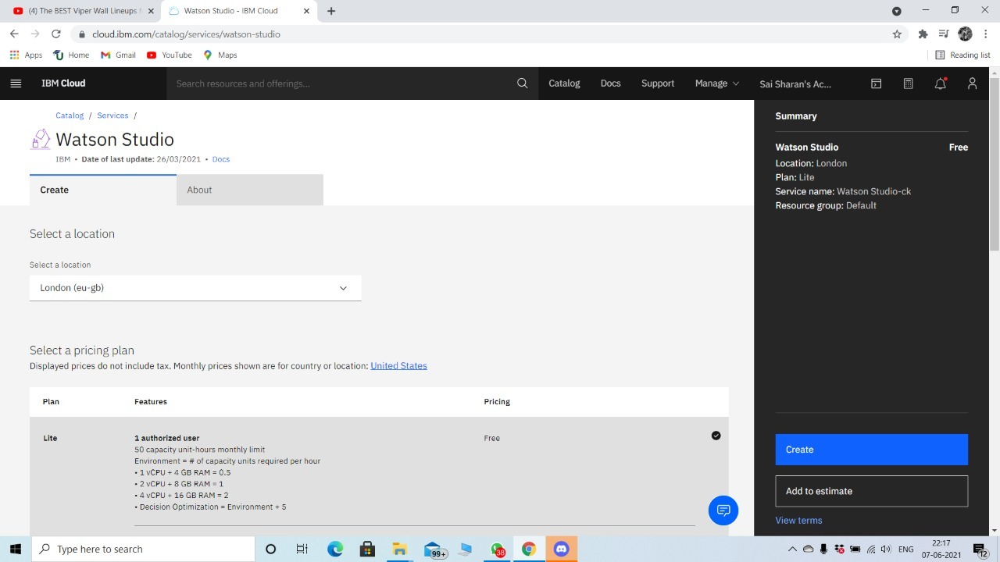 (4) The BEST Viper Wall Lineups f
Watson Studio - IBM Cloud
cloud.ibm.com/catalog/services/watson-studio
Apps Home Gmail YouTube Maps Reading list
IBM Cloud Search resources and offerings... Catalog Docs Support Manage Sai Sharan's Ac...
Catalog / Services /
Watson Studio
IBM • Date of last update: 26/03/2021 • Docs
Create About
Select a location
Select a location
London (eu-gb)
Select a pricing plan
Displayed prices do not include tax. Monthly prices shown are for country or location: United States
Plan Features Pricing
Lite 1 authorized user Free
50 capacity unit-hours monthly limit
Environment = # of capacity units required per hour
• 1 vCPU + 4 GB RAM = 0.5
• 2 vCPU + 8 GB RAM = 1
• 4 vCPU + 16 GB RAM = 2
• Decision Optimization = Environment + 5
Summary
Watson Studio Free
Location: London
Plan: Lite
Service name: Watson Studio-ck
Resource group: Default
Create
Add to estimate
View terms
Type here to search
99+
38
ENG
22:17
07-06-2021
12